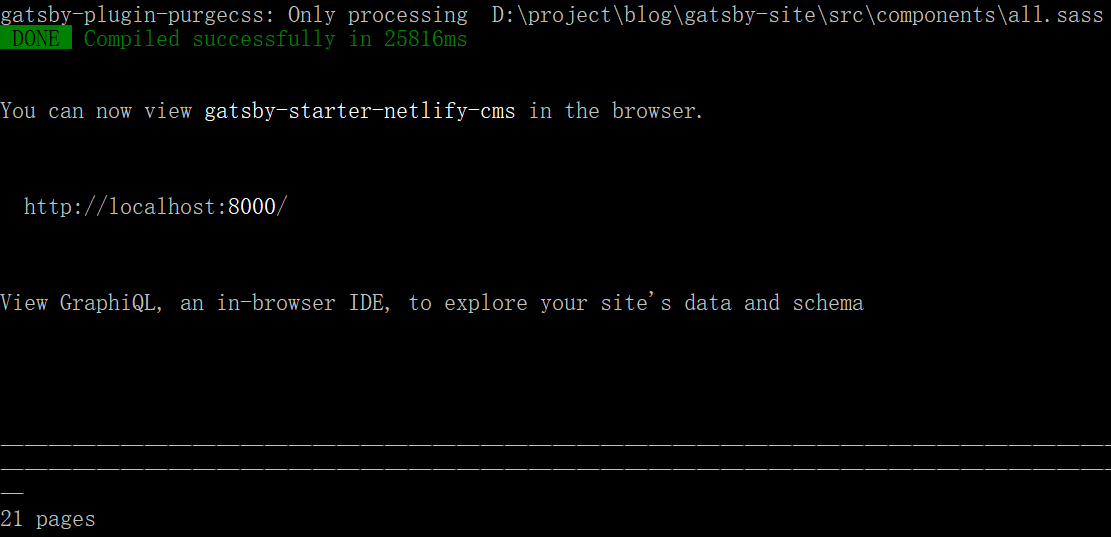 gatsby-plugin-purgecss: Only processing  D:\project\blog\gatsby-site\src\components\all.sass
DONE  Compiled successfully in 25816ms
You can now view gatsby-starter-netlify-cms in the browser.
http://localhost:8000/
View GraphiQL, an in-browser IDE, to explore your site's data and schema
21 pages